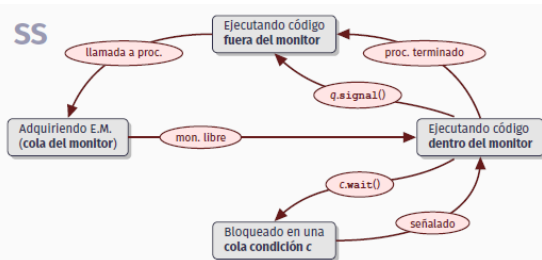 SS
Ejecutando código
fuera del monitor
llamada a proc.
proc. terminado
q.signal()
Adquiriendo E.M.
(cola del monitor)
mon. libre
Ejecutando código
dentro del monitor
c.wait()
Bloqueado en una
cola condición c
señalado